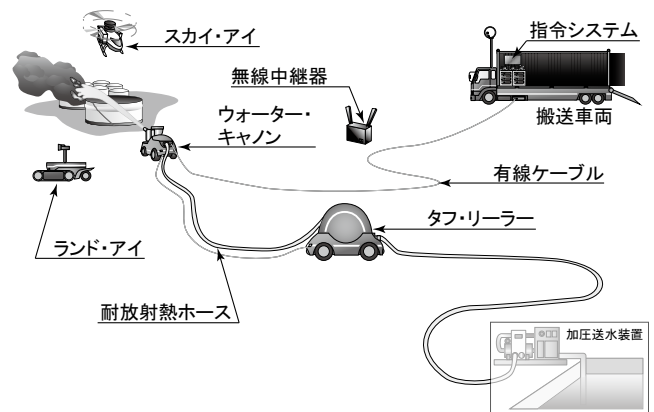 スカイ・アイ
指令システム
無線中継器
ウォーター・
キャノン
搬送車両
有線ケーブル
タフ・リーラー
ランド・アイ
耐放射熱ホース
加圧送水装置